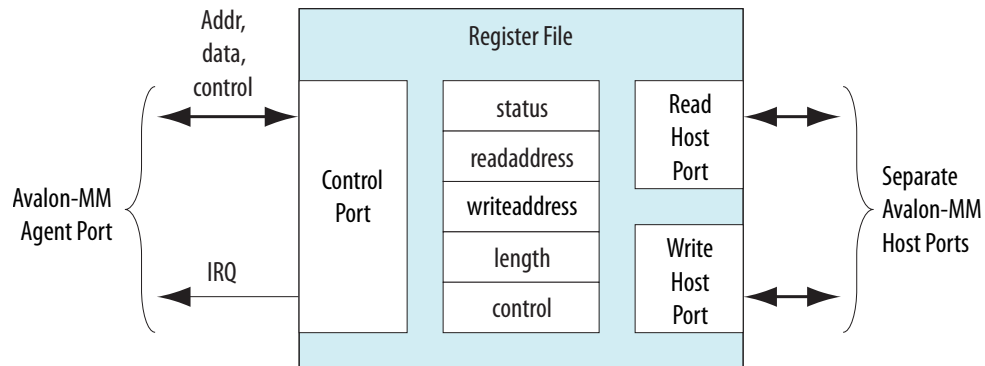 Addr,
data,
control
Register File
status
readaddress
writeaddress
length
control
Control
Port
Read
Host
Port
Write
Host
Port
Avalon-MM
Agent Port
IRQ
Separate
Avalon-MM
Host Ports